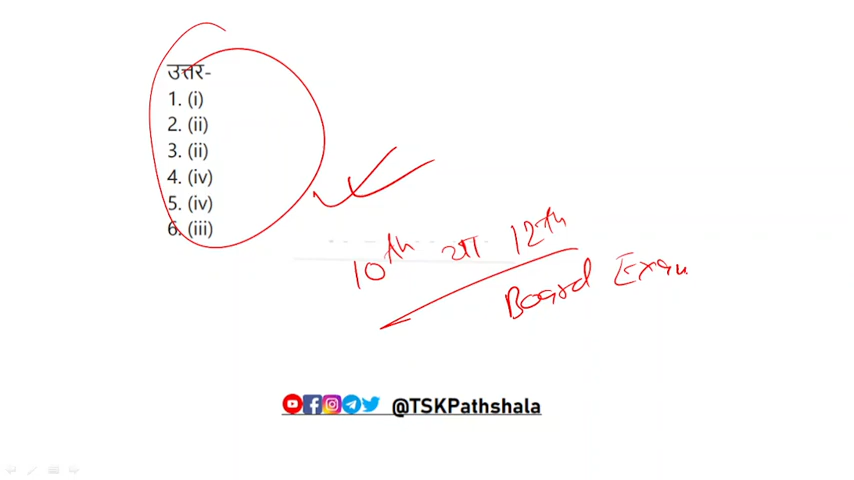 उत्तर-
1. (i)
2. (ii)
3. (ii)
4. (iv)
5. (iv)
6. (iii)
10th या 12th
Board Exam
@TSKPathshala